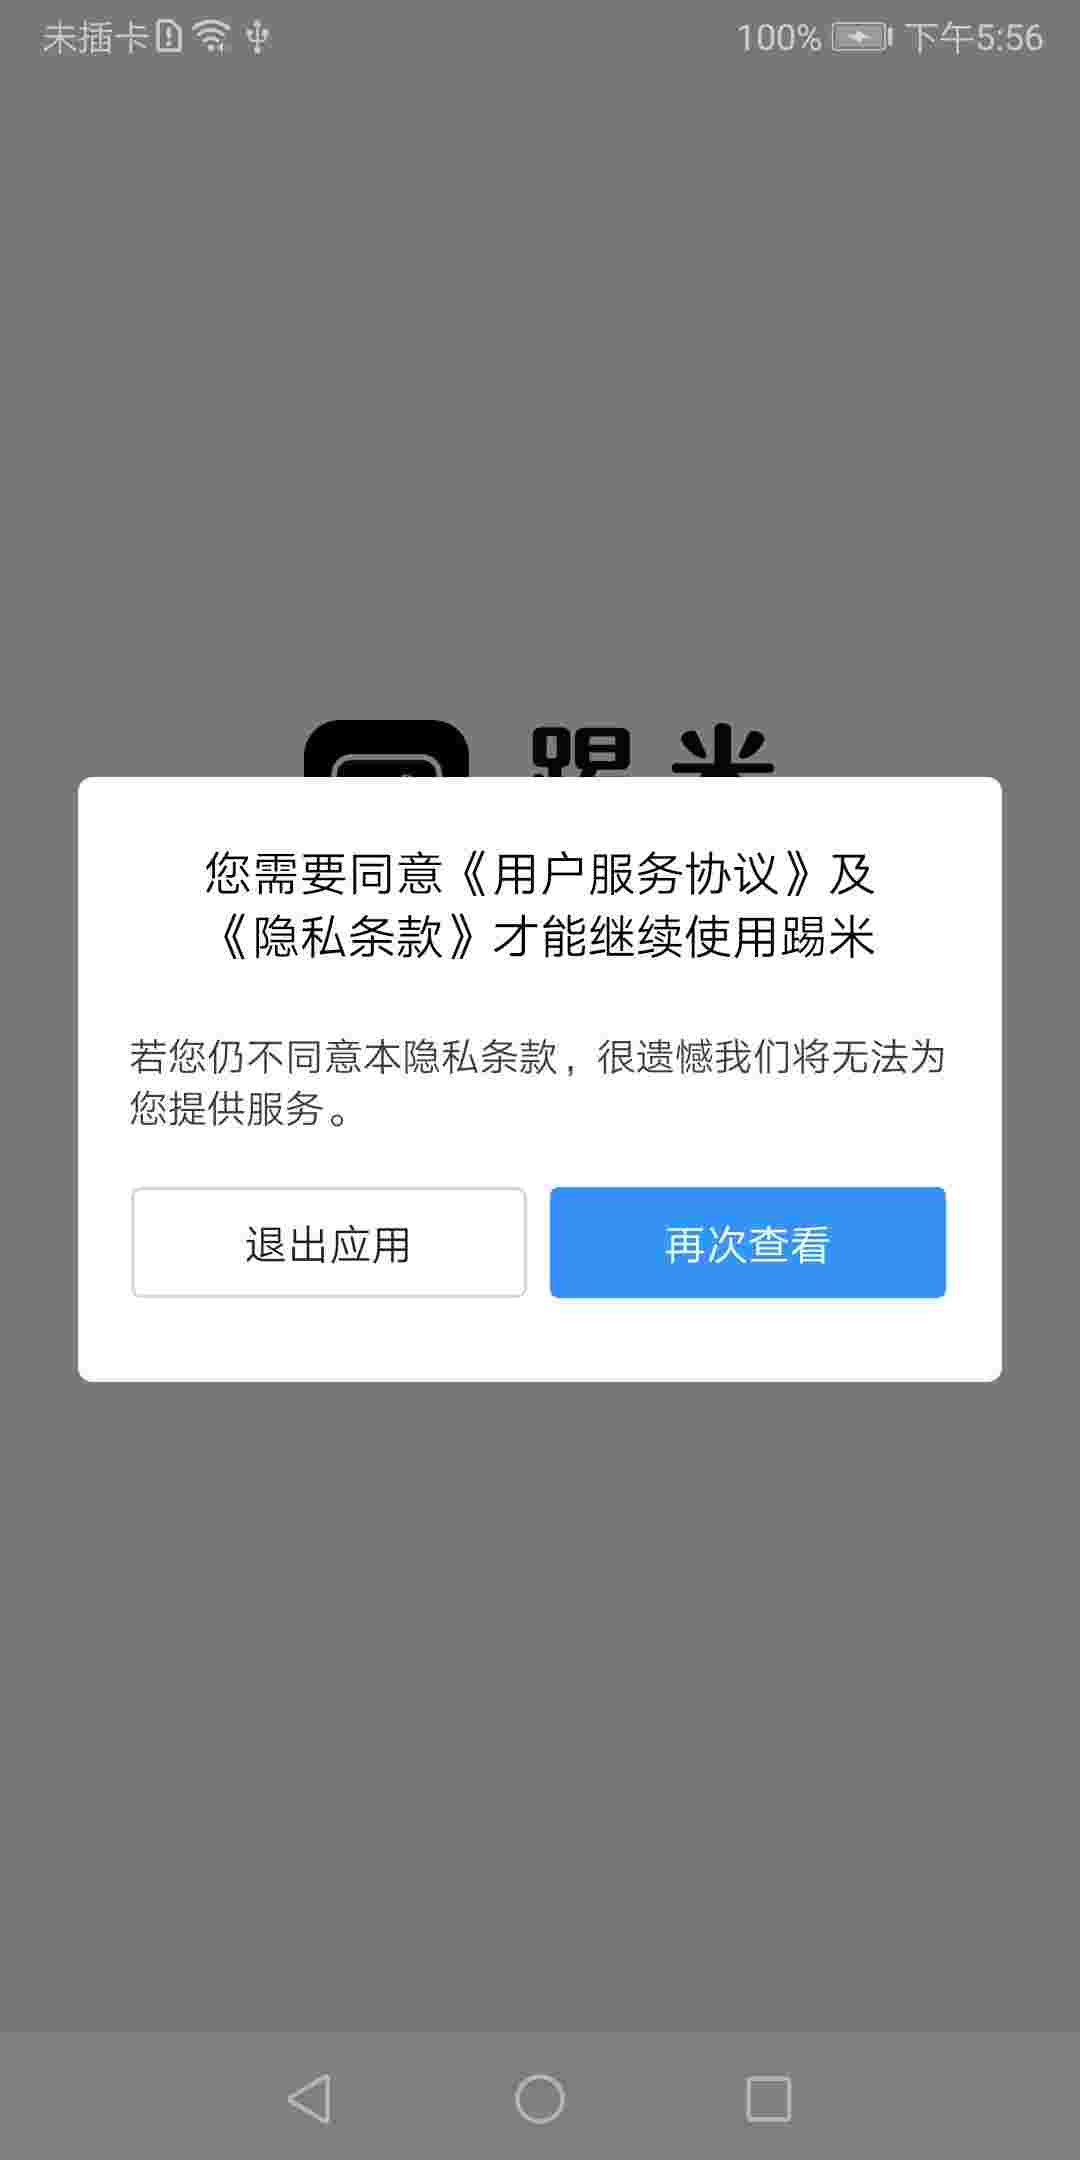 未插卡
100%
下午5:56
踢米
您需要同意《用户服务协议》及
《隐私条款》才能继续使用踢米
若您仍不同意本隐私条款，很遗憾我们将无法为
您提供服务。
退出应用
再次查看